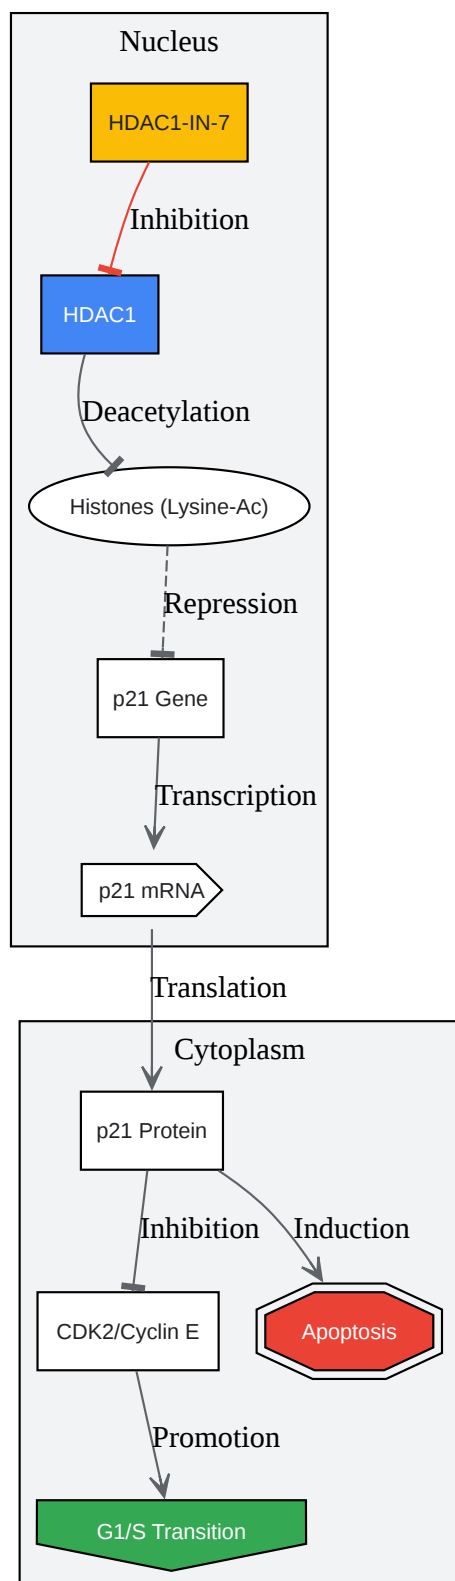 Nucleus
HDAC1-IN-7
Inhibition
HDAC1
Deacetylation
Histones (Lysine-Ac)
Repression
p21 Gene
Transcription
p21 mRNA
Translation
Cytoplasm
p21 Protein
Inhibition
Induction
CDK2/Cyclin E
Apoptosis
Promotion
G1/S Transition